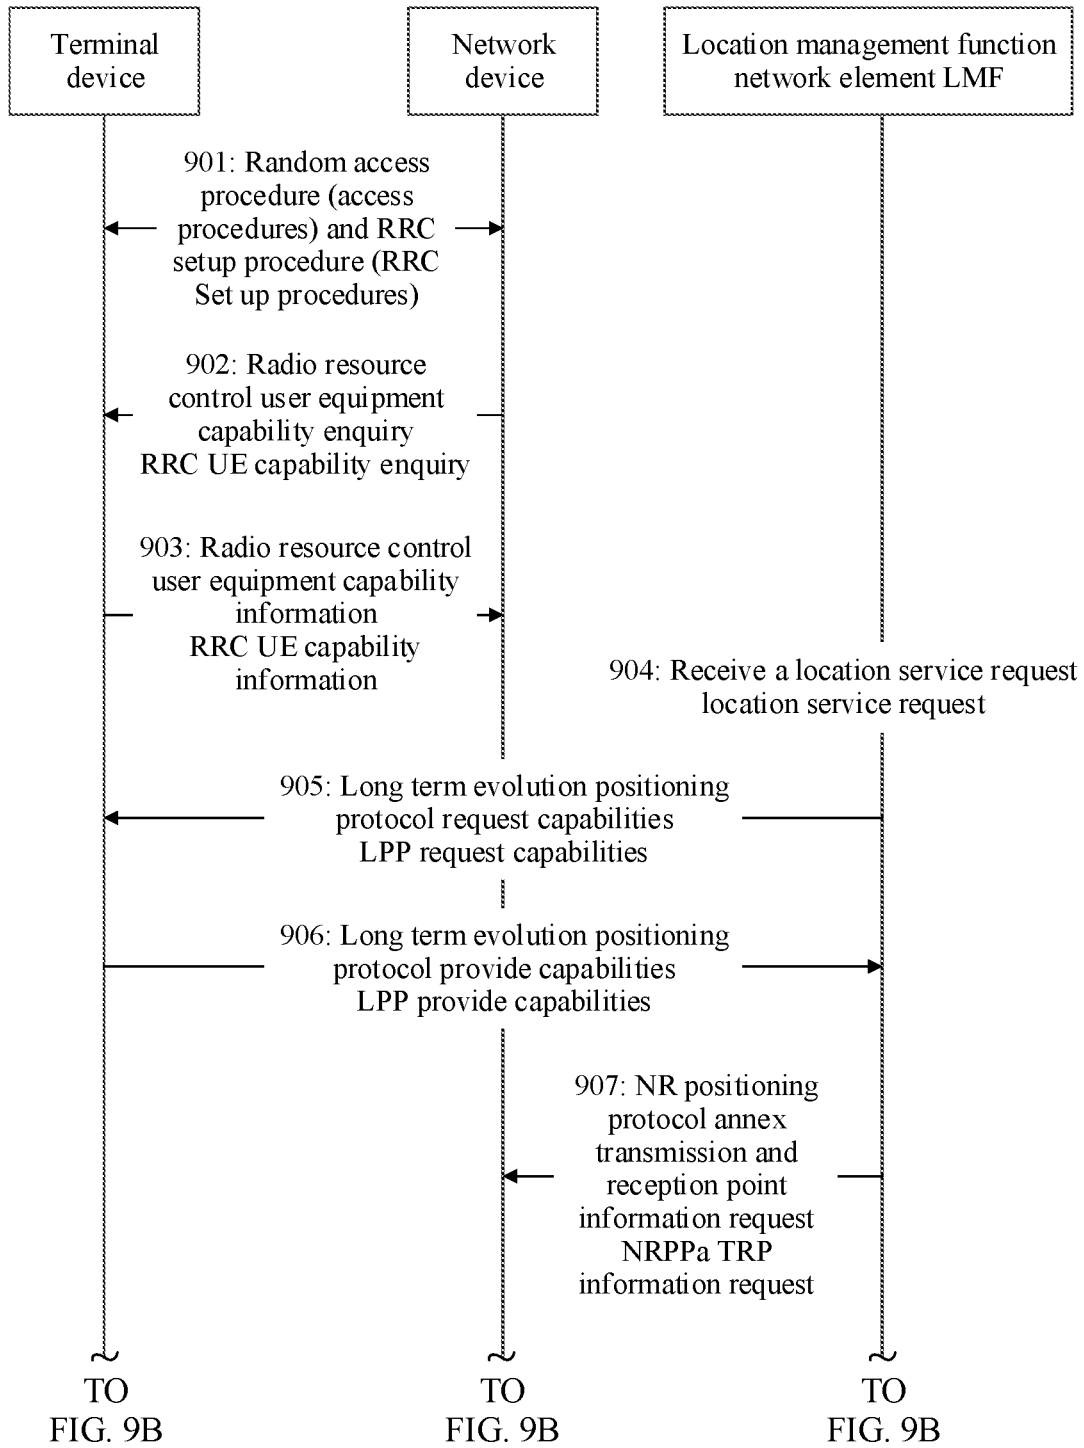 Terminal
device
Network
device
Location management function
network element LMF
901: Random access
procedure (access
procedures) and RRC
setup procedure (RRC
Set up procedures)
902: Radio resource
control user equipment
capability enquiry
RRC UE capability enquiry
903: Radio resource control
user equipment capability
information
RRC UE capability
information
904: Receive a location service request
location service request
905: Long term evolution positioning
protocol request capabilities
LPP request capabilities
906: Long term evolution positioning
protocol provide capabilities
LPP provide capabilities
907: NR positioning
protocol annex
transmission and
reception point
information request
NRPPa TRP
information request
TO
FIG. 9B
TO
FIG. 9B
TO
FIG. 9B